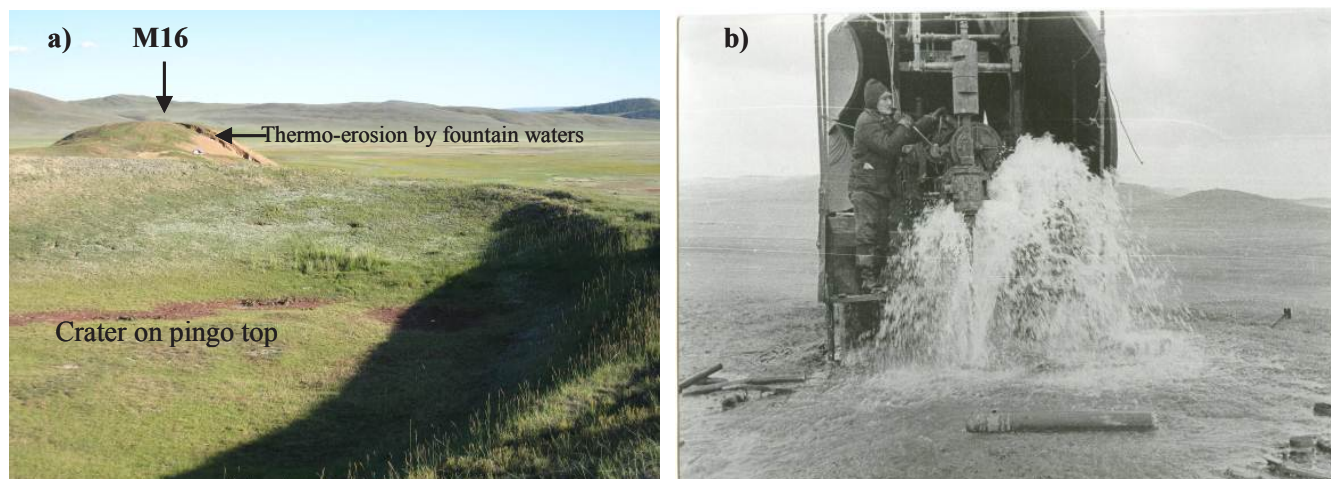 a)
M16
Thermo-erosion by fountain waters
Crater on pingo top
b)